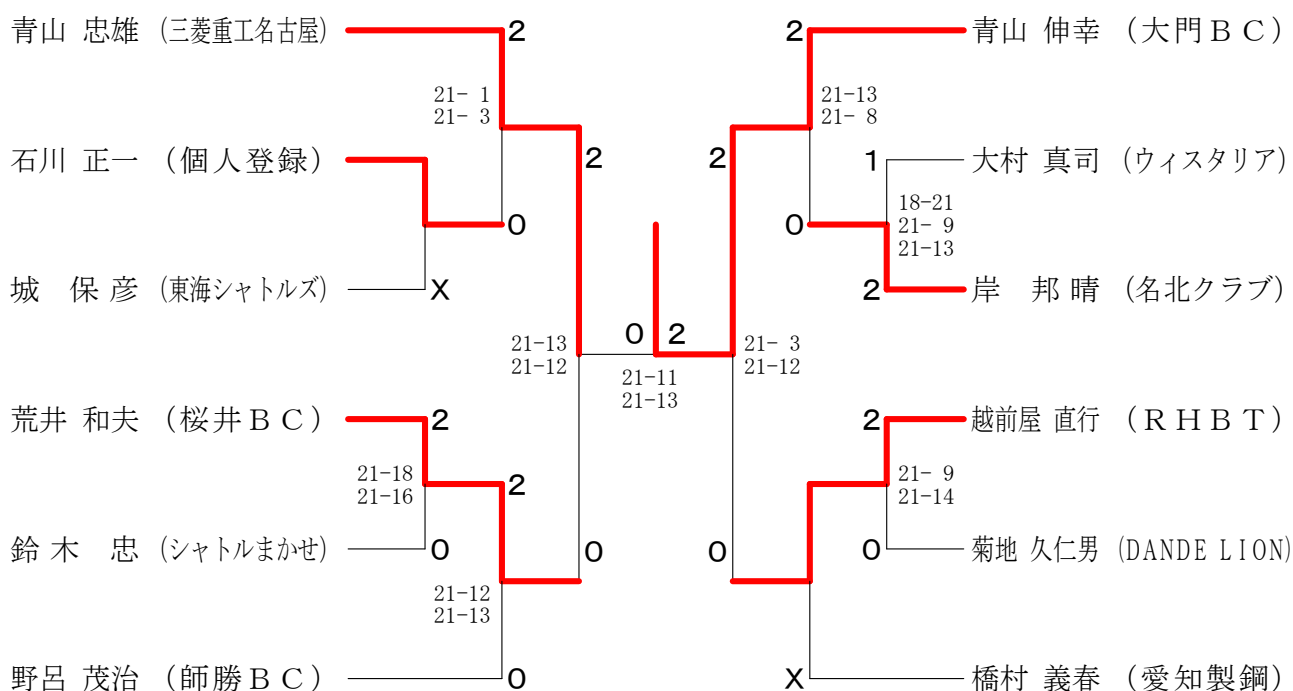 青山 忠雄 (三菱重工名古屋) 2 2 青山 伸幸 (大門ＢＣ)
21- 1 21-13
21- 3 21- 8
石川 正一 (個人登録) 2 2 1 大村 真司 (ウィスタリア)
18-21
0 0 21- 9
21-13
城 保彦 (東海シャトルズ) X 2 岸 邦晴 (名北クラブ)
21-13 0 2 21- 3
21-12 21-12
21-11
21-13
荒井 和夫 (桜井ＢＣ) 2 2 越前屋 直行 (ＲＨＢＴ)
21-18 2 21- 9
21-16 21-14
鈴木 忠 (シャトルまかせ) 0 0 0 0 菊地 久仁男 (DANDE LION)
21-12
21-13
野呂 茂治 (師勝ＢＣ) 0 X 橋村 義春 (愛知製鋼)